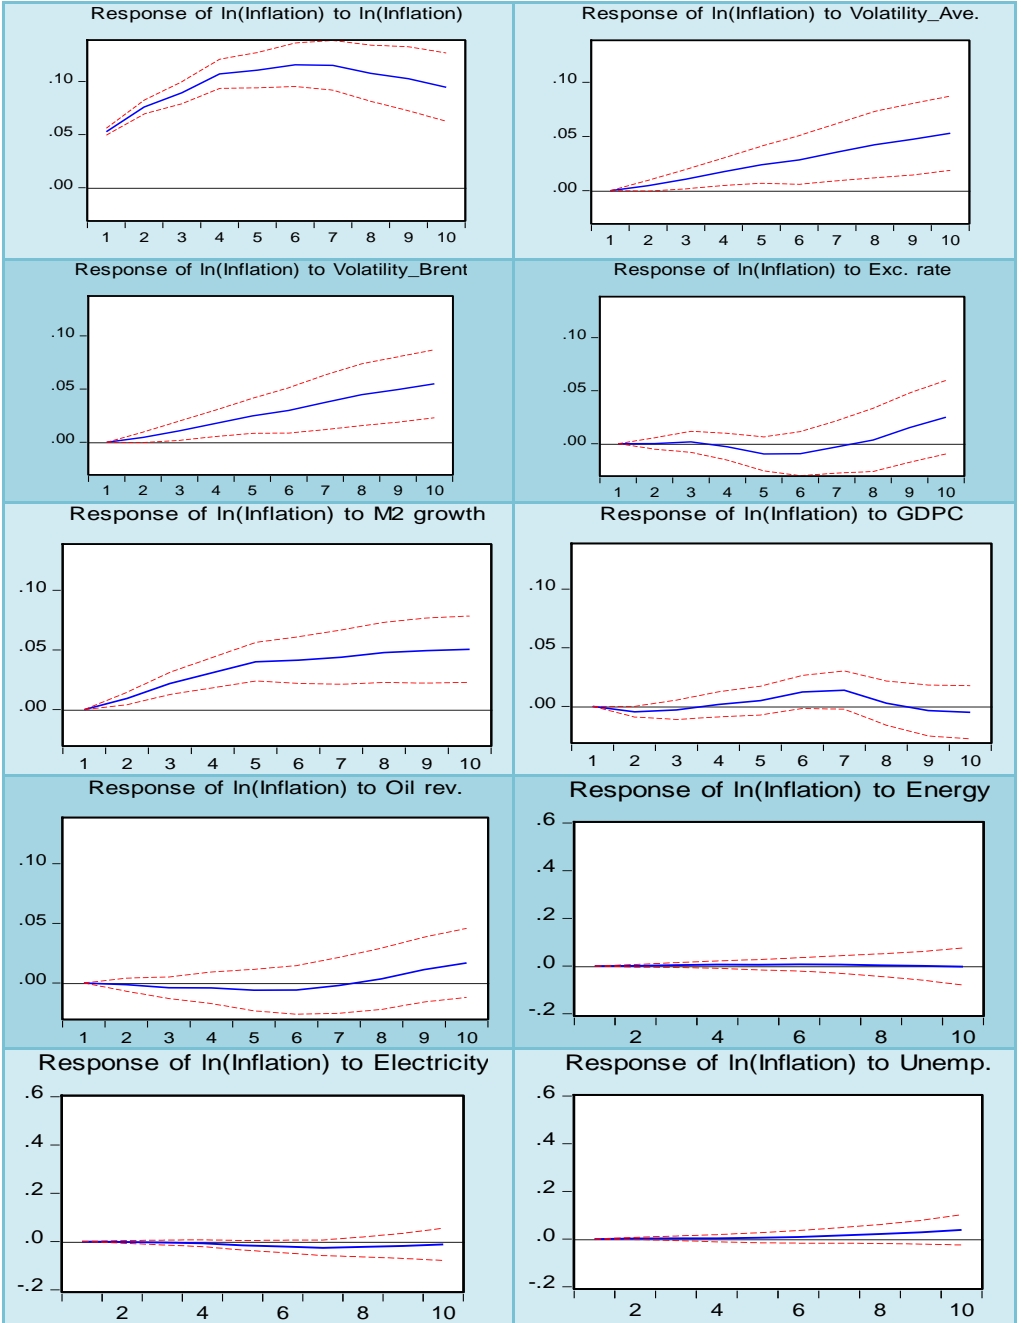 Response of ln(Inflation) to ln(Inflation)
.10
.05
.00
1 2 3 4 5 6 7 8 9 10
Response of ln(Inflation) to Volatility_Ave.
.10
.05
.00
1 2 3 4 5 6 7 8 9 10
Response of ln(Inflation) to Volatility_Brent
.10
.05
.00
1 2 3 4 5 6 7 8 9 10
Response of ln(Inflation) to Exc. rate
.10
.05
.00
1 2 3 4 5 6 7 8 9 10
Response of ln(Inflation) to M2 growth
.10
.05
.00
1 2 3 4 5 6 7 8 9 10
Response of ln(Inflation) to GDPC
.10
.05
.00
1 2 3 4 5 6 7 8 9 10
Response of ln(Inflation) to Oil rev.
.10
.05
.00
1 2 3 4 5 6 7 8 9 10
Response of ln(Inflation) to Energy
.6
.4
.2
.0
-.2
2 4 6 8 10
Response of ln(Inflation) to Electricity
.6
.4
.2
.0
-.2
2 4 6 8 10
Response of ln(Inflation) to Unemp.
.6
.4
.2
.0
-.2
2 4 6 8 10